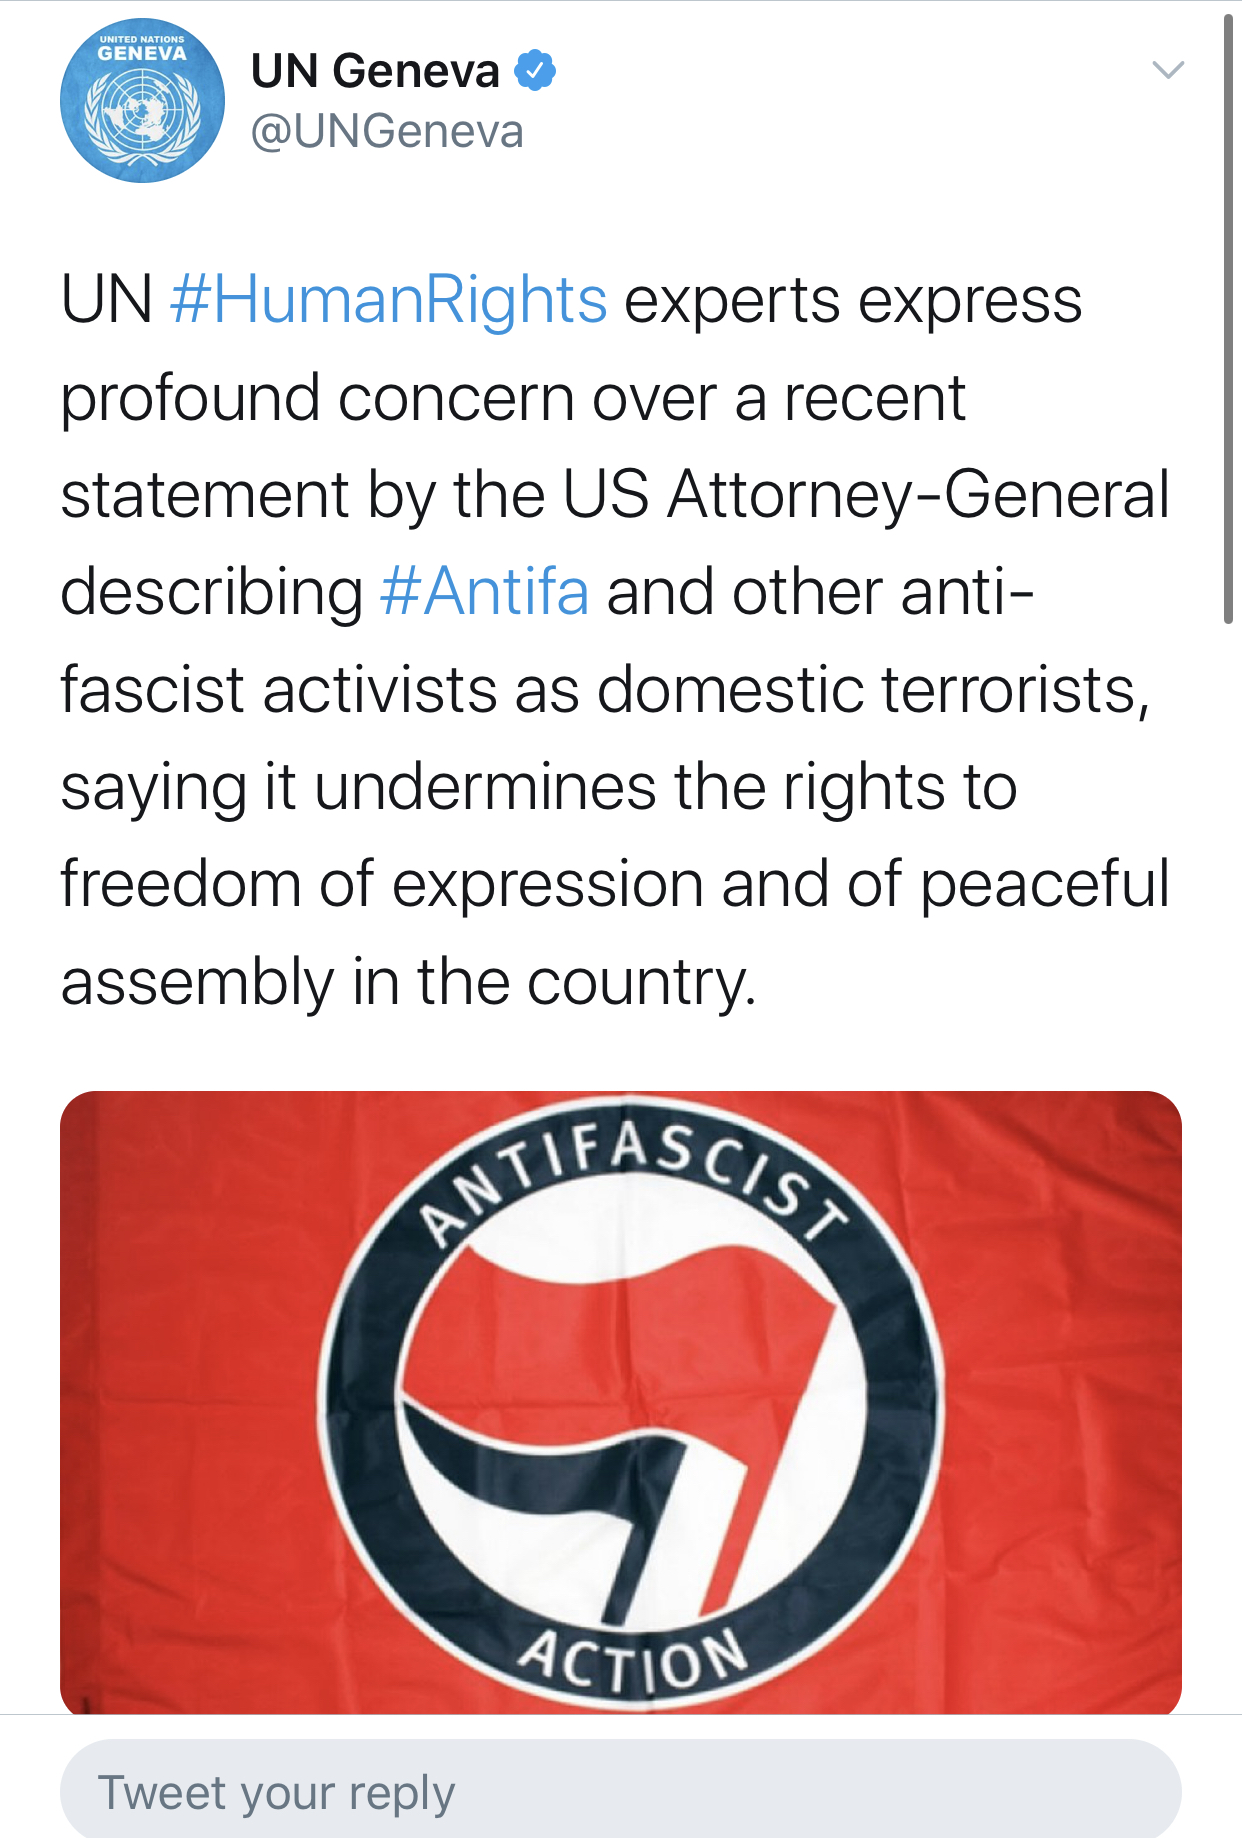 UNITED NATIONS
GENEVA
UN Geneva
@UNGeneva
UN #HumanRights experts express
profound concern over a recent
statement by the US Attorney-General
describing #Antifa and other anti-
fascist activists as domestic terrorists,
saying it undermines the rights to
freedom of expression and of peaceful
assembly in the country.
ANTIFASCIST
ACTION
Tweet your reply